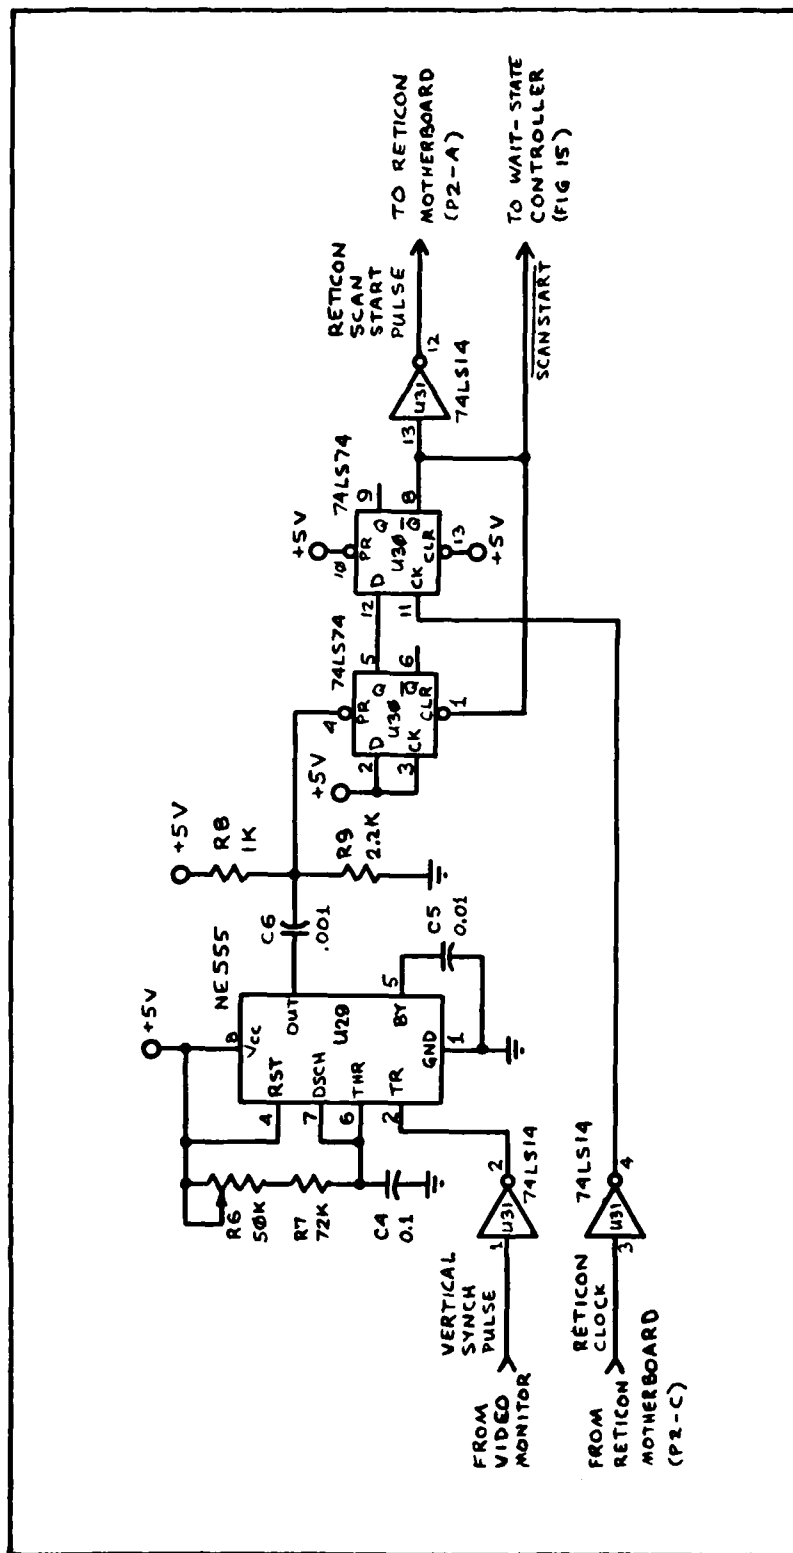 +5V
R6
50K
R7
72K
C4
0.1
NE555
8
Vcc
4
RST
7
DSCH
6
THR
2
TR
OUT
U29
BY
5
GND
1
C5
0.01
C6
.001
+5V
R8
1K
R9
2.2K
+5V
74LS74
4
PR
2
D
Q
5
U3Ø
3
CK
Q
6
CLR
1
+5V
74LS74
1Ø
PR
12
D
Q
9
U3Ø
11
CK
Q
8
CLR
13
+5V
13
U31
12
74LS14
RETICON
SCAN
START
PULSE
TO RETICON
MOTHERBOARD
(P2-A)
SCANSTART
TO WAIT-STATE
CONTROLLER
(FIG 15)
FROM
VIDEO
MONITOR
VERTICAL
SYNCH
PULSE
1
U31
2
74LS14
FROM
RETICON
MOTHERBOARD
(P2-C)
RETICON
CLOCK
3
U31
4
74LS14